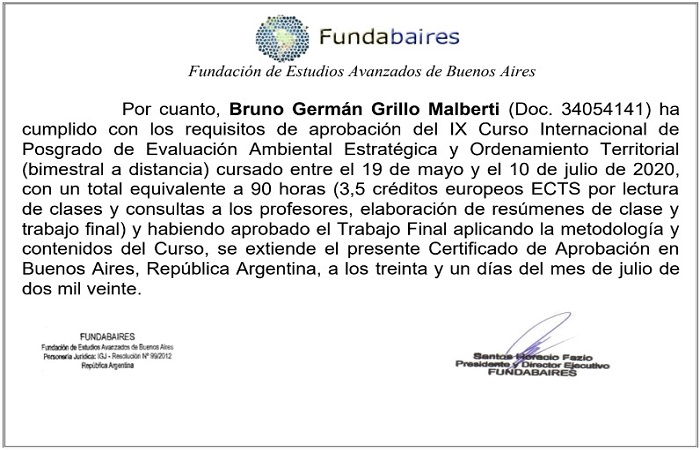 Fundabaires
Fundación de Estudios Avanzados de Buenos Aires
Por cuanto, Bruno Germán Grillo Malberti (Doc. 34054141) ha
cumplido con los requisitos de aprobación del IX Curso Internacional de
Posgrado de Evaluación Ambiental Estratégica y Ordenamiento Territorial
(bimestral a distancia) cursado entre el 19 de mayo y el 10 de julio de 2020,
con un total equivalente a 90 horas (3,5 créditos europeos ECTS por lectura
de clases y consultas a los profesores, elaboración de resúmenes de clase y
trabajo final) y habiendo aprobado el Trabajo Final aplicando la metodología y
contenidos del Curso, se extiende el presente Certificado de Aprobación en
Buenos Aires, República Argentina, a los treinta y un días del mes de julio de
dos mil veinte.
FUNDABAIRES
Fundación de Estudios Avanzados de Buenos Aires
Personería Jurídica: IGJ - Resolución Nº 99/2012
República Argentina
Santos Horacio Fazio
Presidente y Director Ejecutivo
FUNDABAIRES